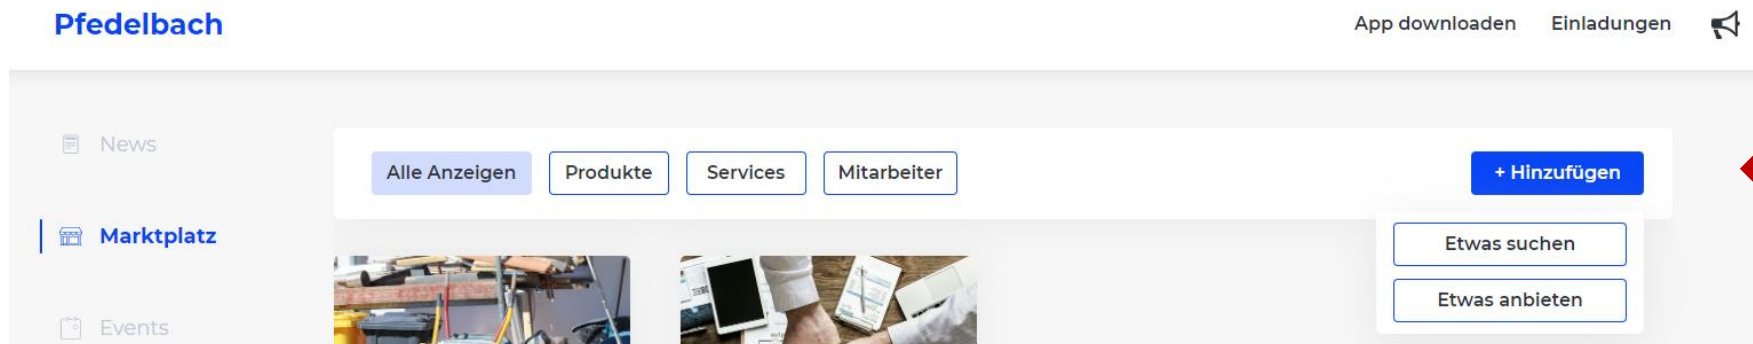 Pfedelbach
App downloaden Einladungen
News
Alle Anzeigen Produkte Services Mitarbeiter + Hinzufügen
Marktplatz
Etwas suchen
Etwas anbieten
Events